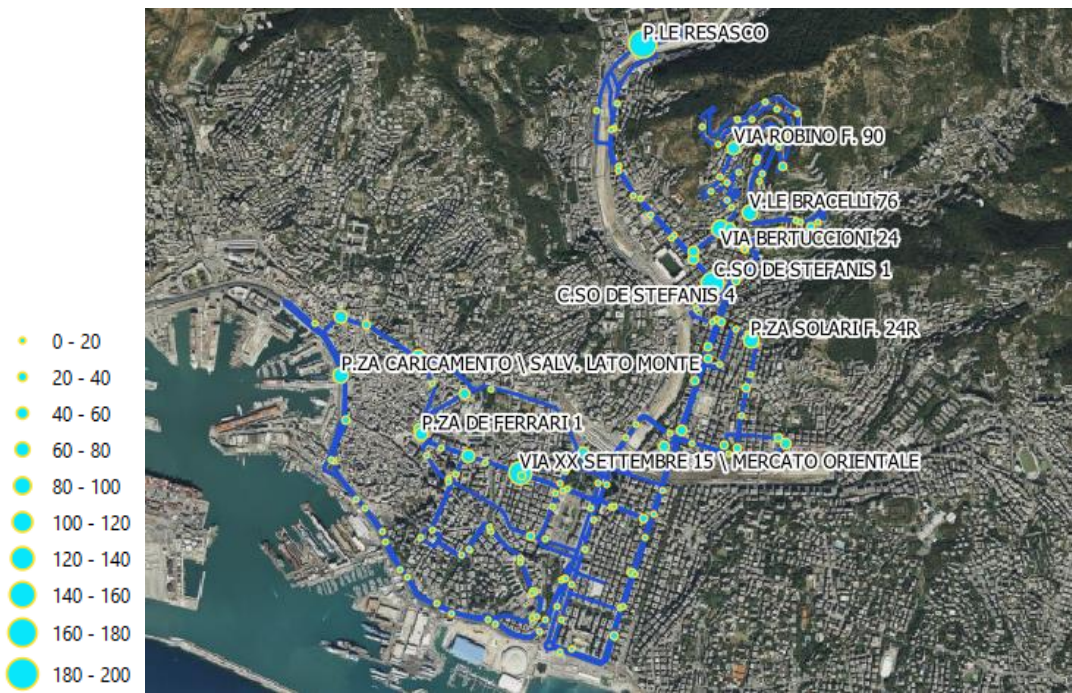 P.LE RESASCO
VIA ROBINO F. 90
V.LE BRACELLI 76
VIA BERTUCCIONI 24
C.SO DE STEFANIS 1
C.SO DE STEFANIS 4
P.ZA SOLARI F. 24R
P.ZA CARICAMENTO \ SALV. LATO MONTE
P.ZA DE FERRARI 1
VIA XX SETTEMBRE 15 \ MERCATO ORIENTALE
0 - 20
20 - 40
40 - 60
60 - 80
80 - 100
100 - 120
120 - 140
140 - 160
160 - 180
180 - 200